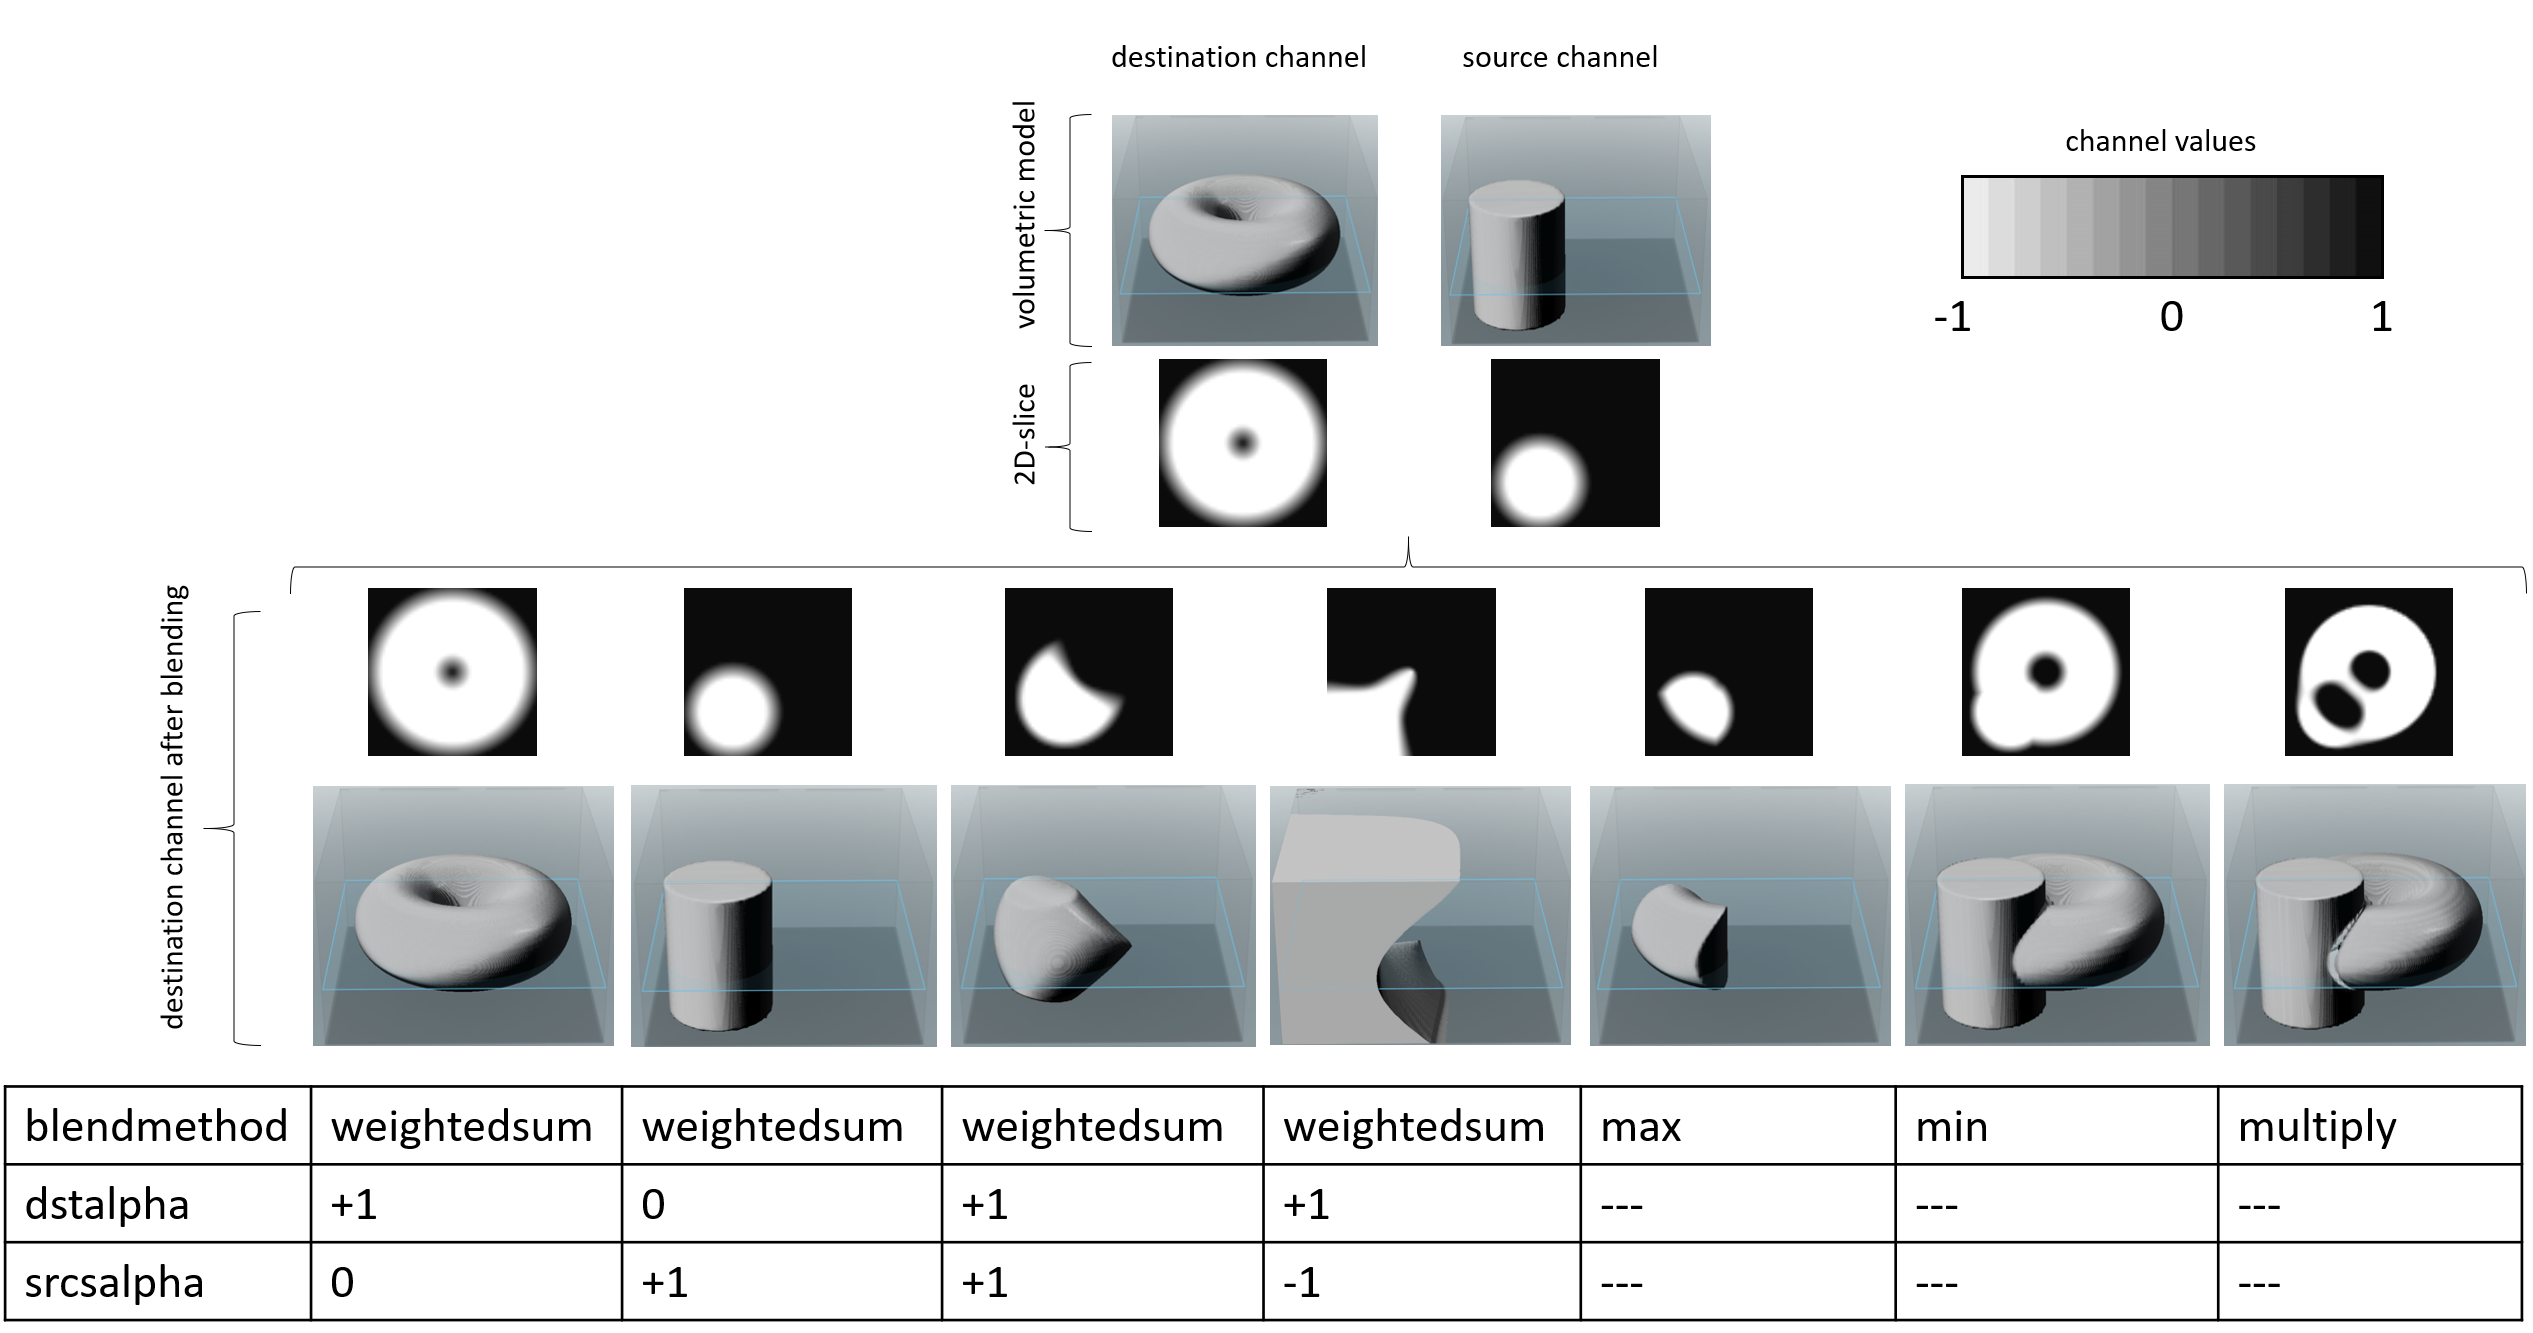 destination channel
source channel
volumetric model
channel values
-1 0 1
2D-slice
destination channel after blending
blendmethod weightedsum weightedsum weightedsum weightedsum max min multiply
dstalpha +1 0 +1 +1 --- --- ---
srcsalpha 0 +1 +1 -1 --- --- ---